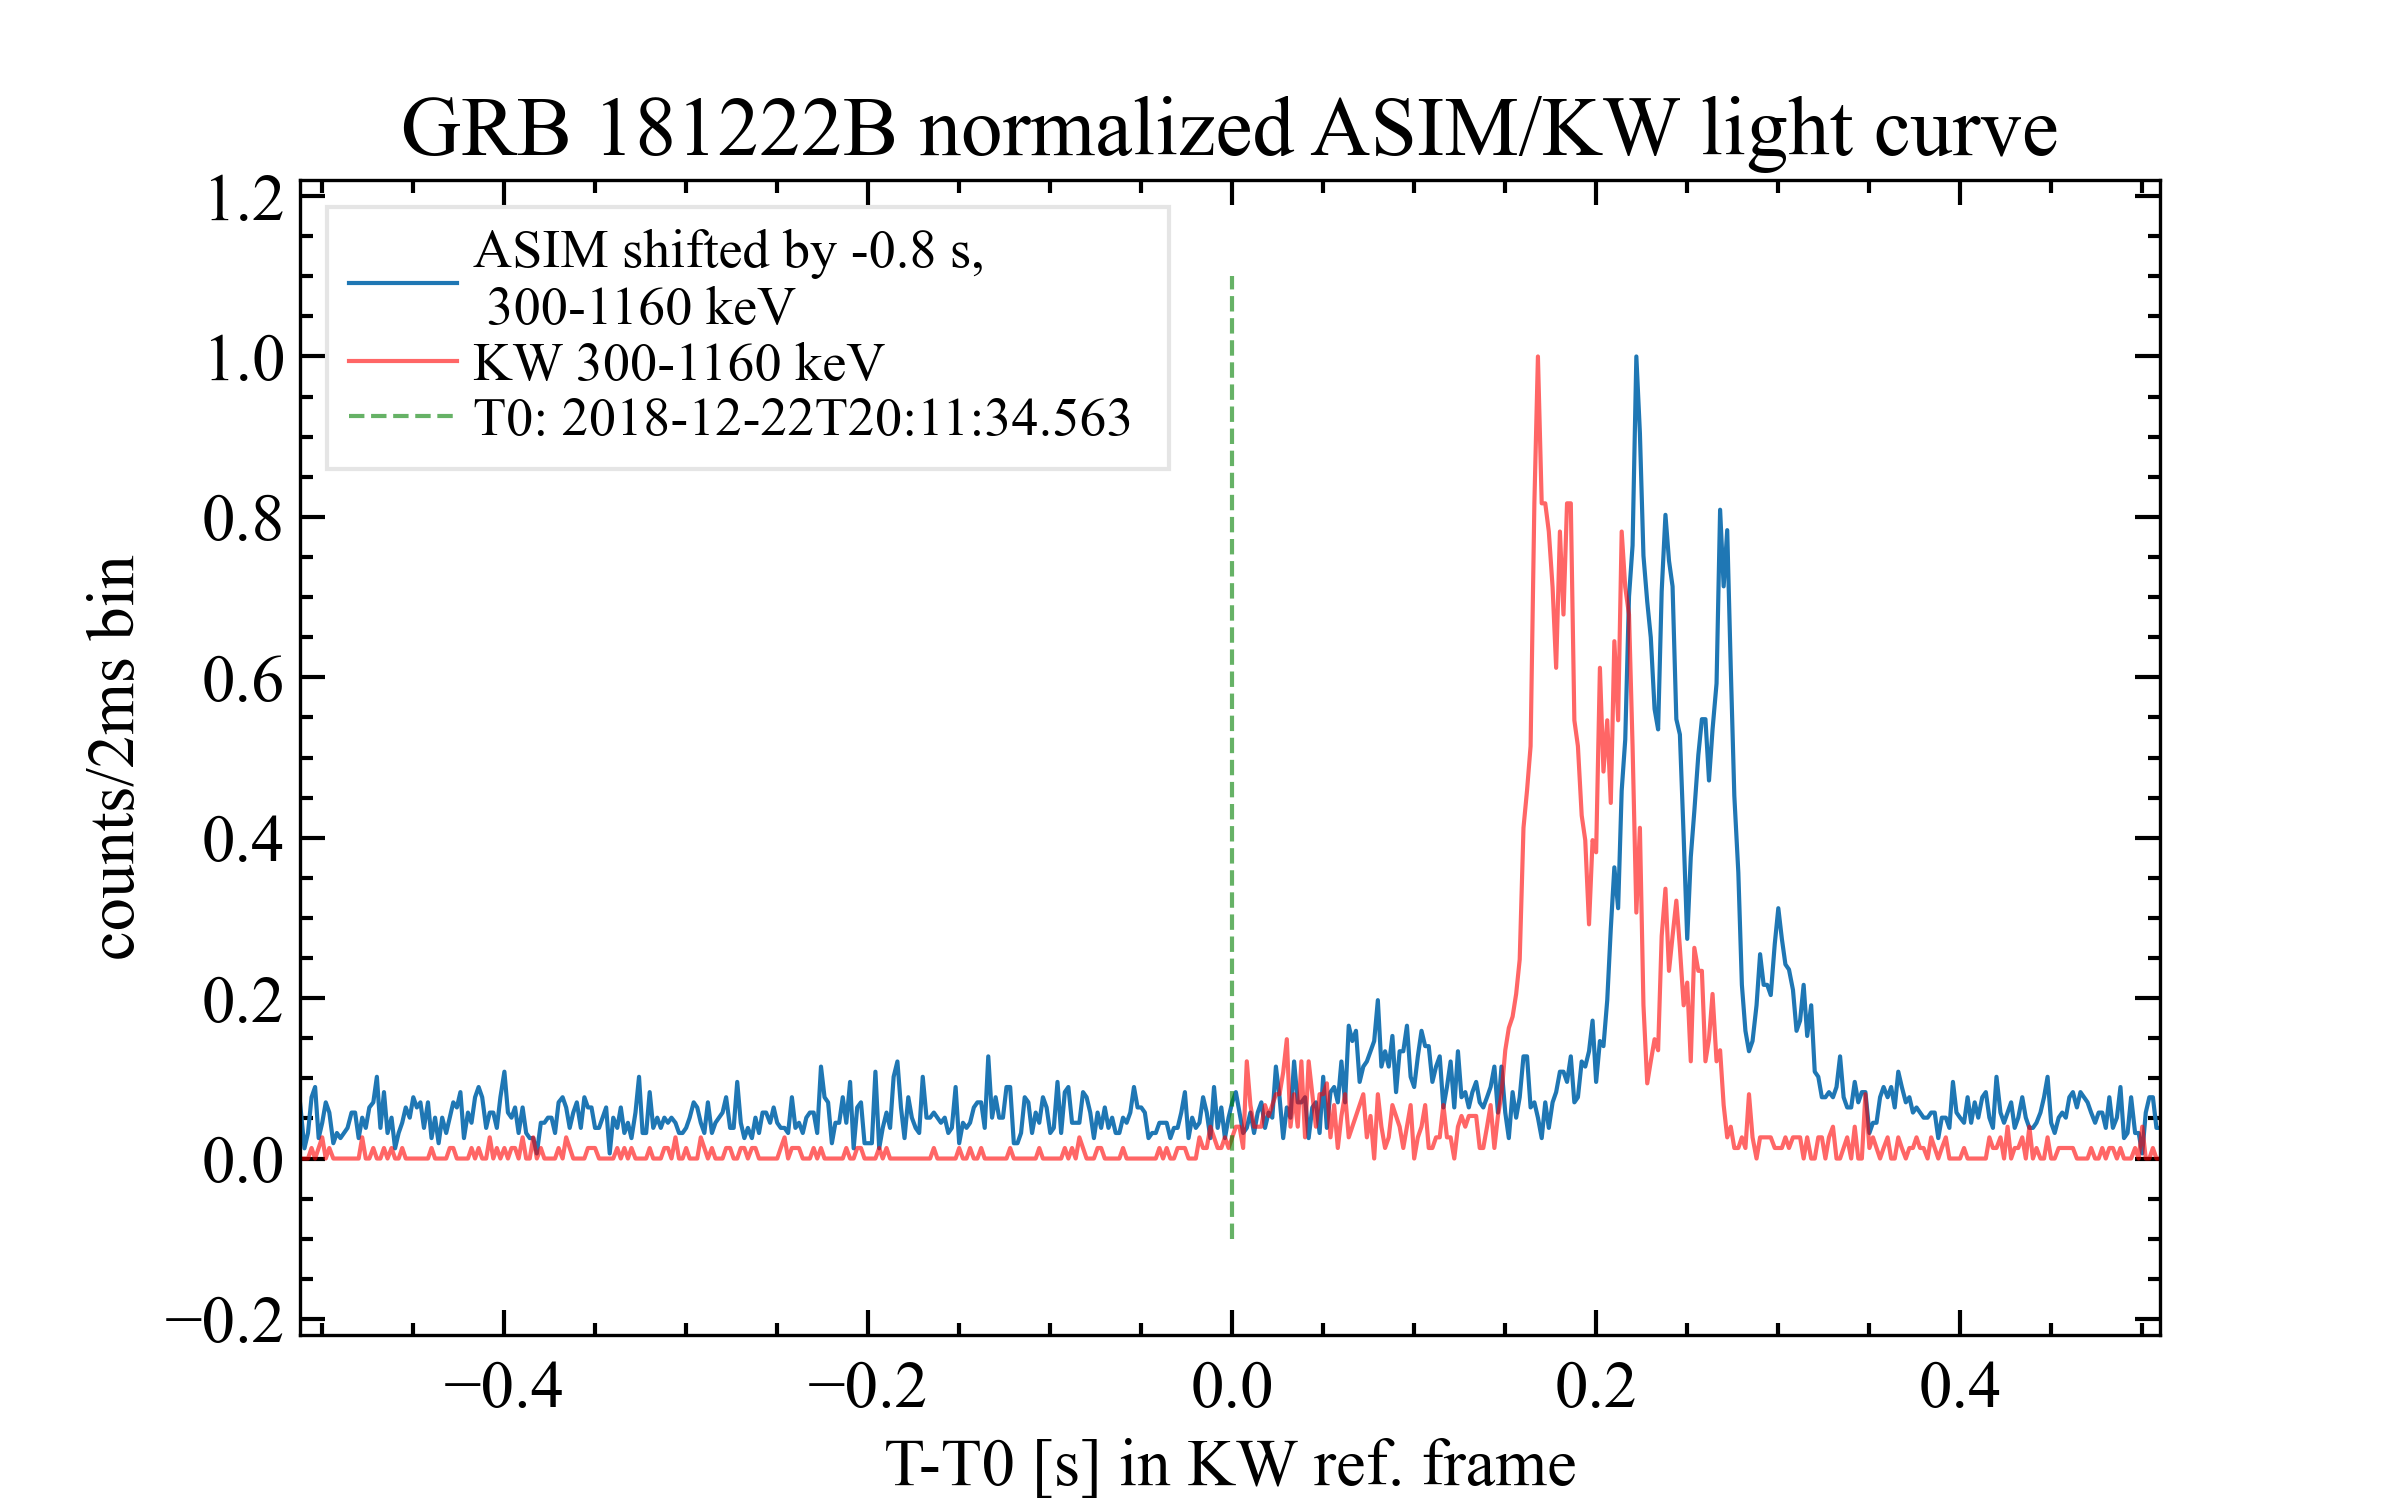 GRB 181222B normalized ASIM/KW light curve
ASIM shifted by -0.8 s,
300-1160 keV
KW 300-1160 keV
T0: 2018-12-22T20:11:34.563
counts/2ms bin
1.2
1.0
0.8
0.6
0.4
0.2
0.0
−0.2
−0.4
−0.2
0.0
0.2
0.4
T-T0 [s] in KW ref. frame